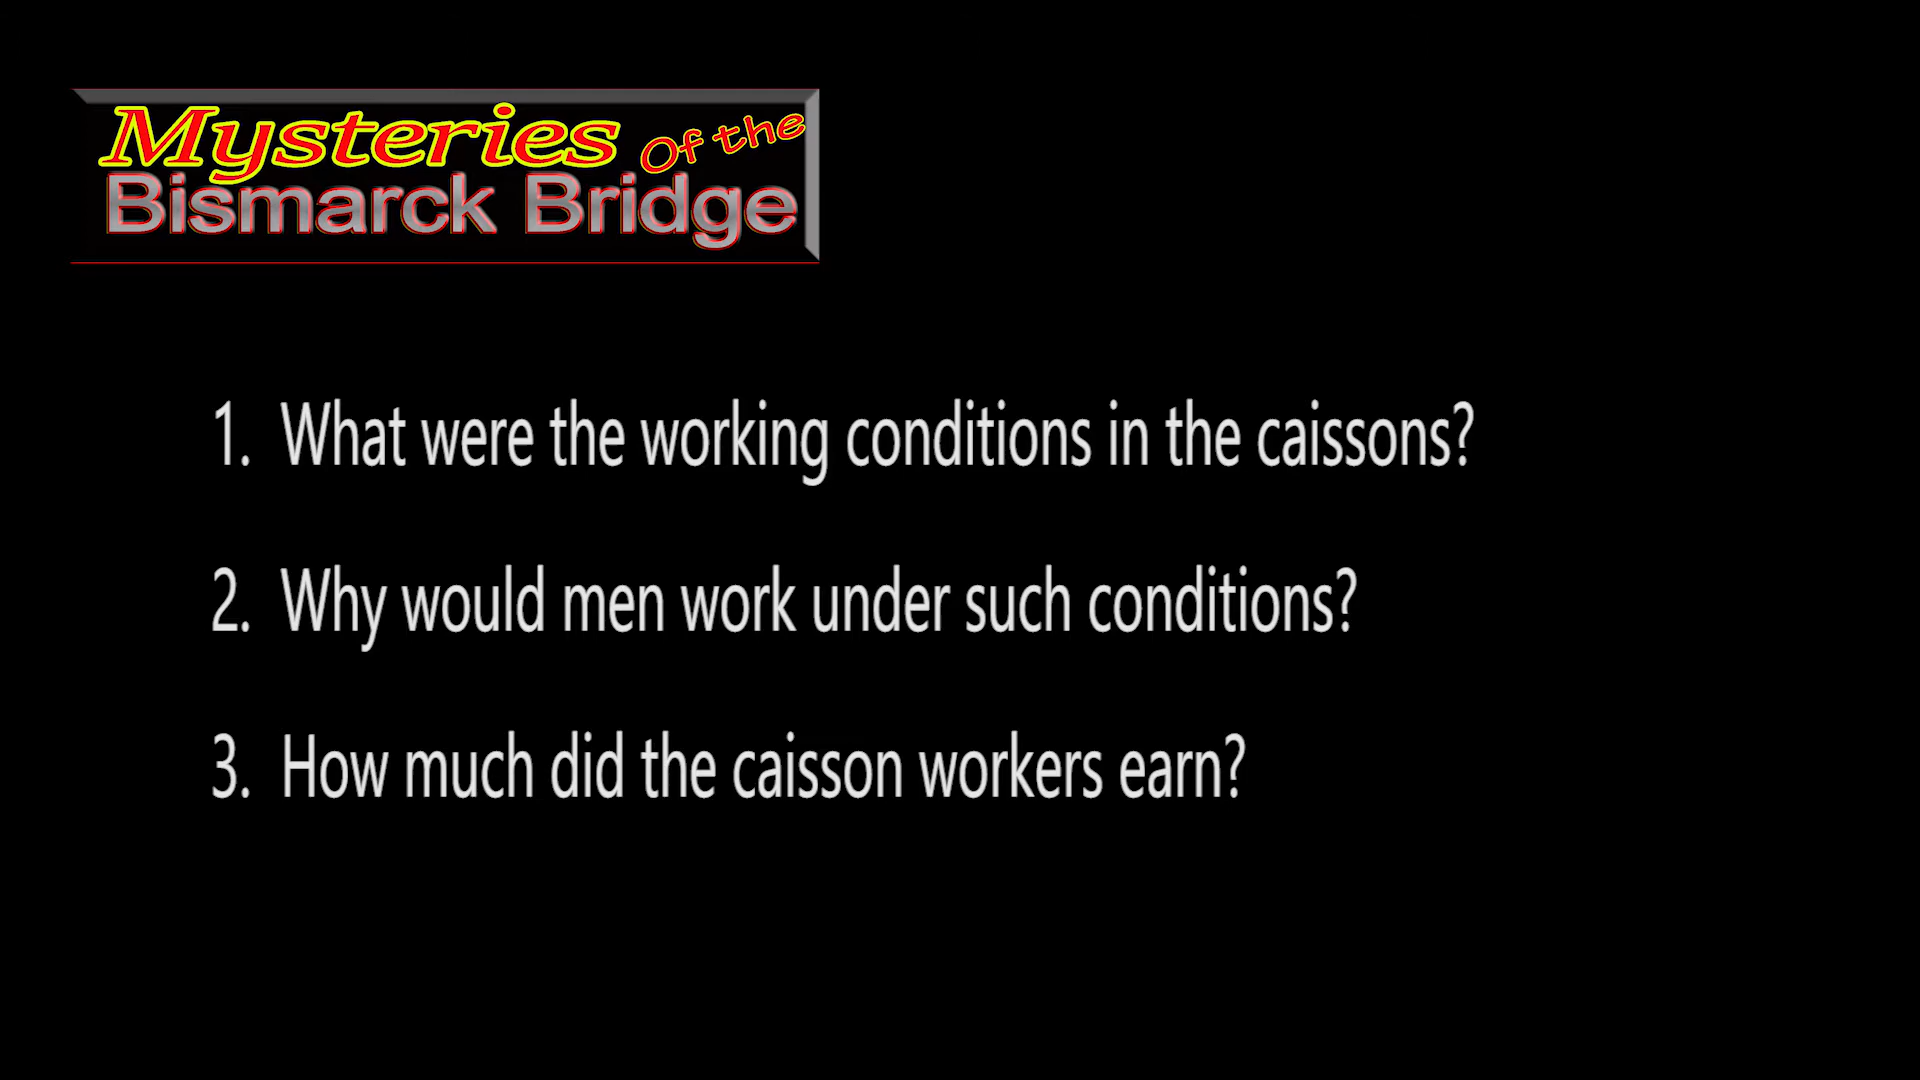 Mysteries Of the
Bismarck Bridge
1. What were the working conditions in the caissons?
2. Why would men work under such conditions?
3. How much did the caisson workers earn?